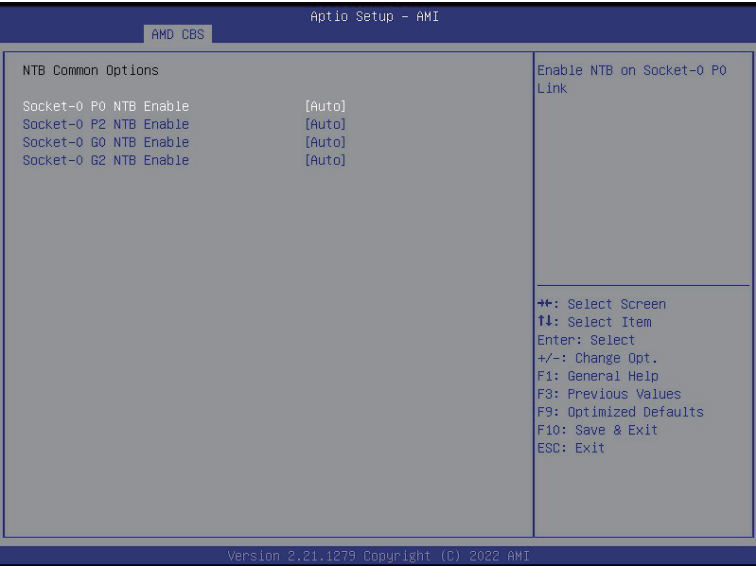 Aptio Setup – AMI
AMD CBS
NTB Common Options
Socket-0 P0 NTB Enable [Auto]
Socket-0 P2 NTB Enable [Auto]
Socket-0 G0 NTB Enable [Auto]
Socket-0 G2 NTB Enable [Auto]
Enable NTB on Socket-0 P0
Link
→←: Select Screen
↑↓: Select Item
Enter: Select
+/-: Change Opt.
F1: General Help
F3: Previous Values
F9: Optimized Defaults
F10: Save & Exit
ESC: Exit
Version 2.21.1279 Copyright (C) 2022 AMI